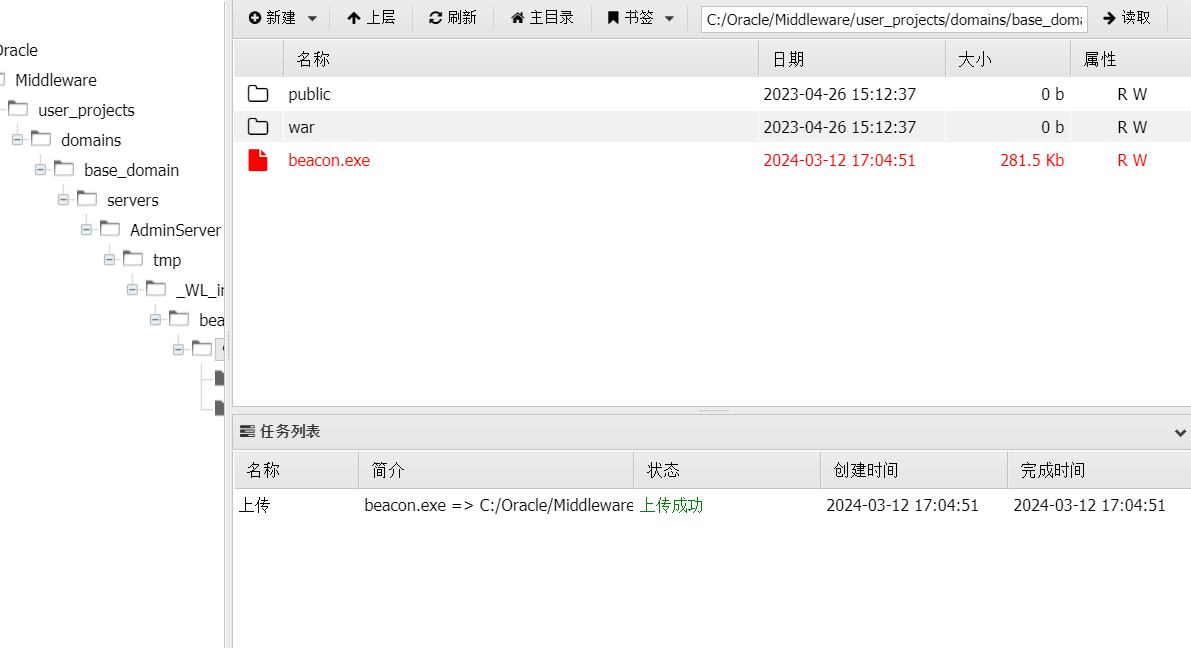 新建 上层 刷新 主目录 书签 C:/Oracle/Middleware/user_projects/domains/base_doma 读取
Oracle
Middleware
user_projects
domains
base_domain
servers
AdminServer
tmp
_WL_in
bea
名称 日期 大小 属性
public 2023-04-26 15:12:37 0 b R W
war 2023-04-26 15:12:37 0 b R W
beacon.exe 2024-03-12 17:04:51 281.5 Kb R W
任务列表
名称 简介 状态 创建时间 完成时间
上传 beacon.exe => C:/Oracle/Middleware 上传成功 2024-03-12 17:04:51 2024-03-12 17:04:51